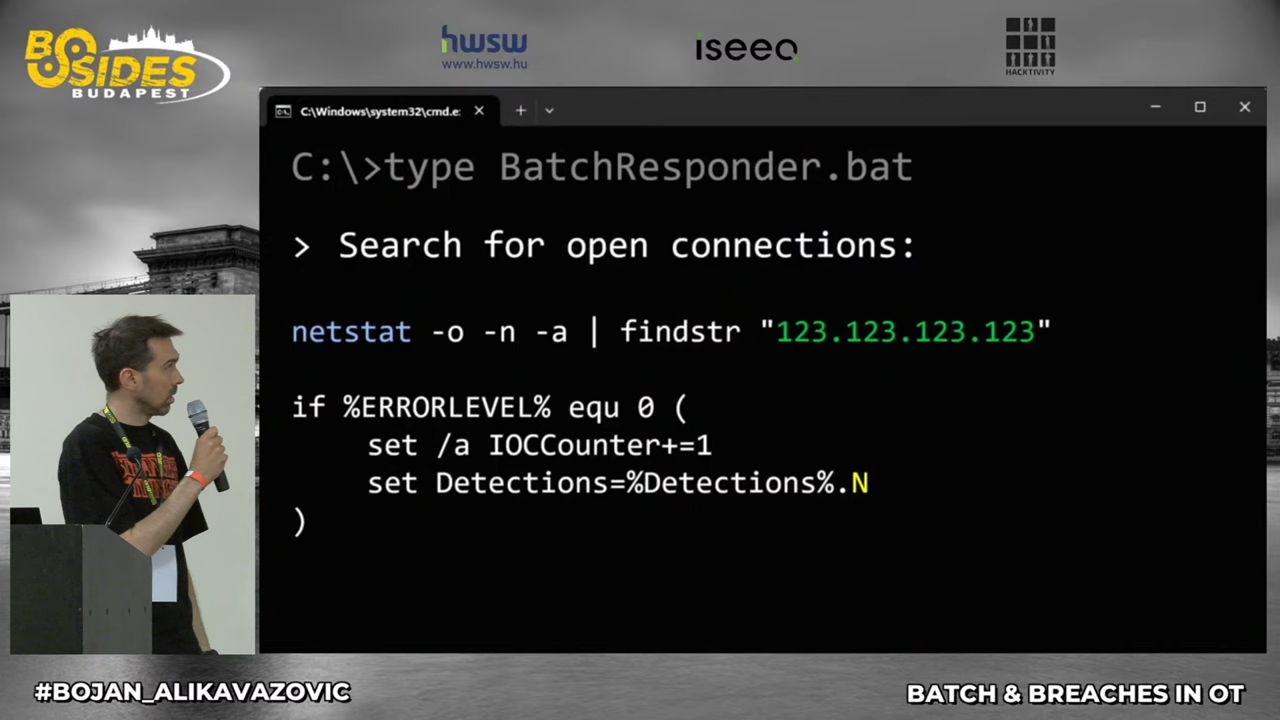 BSIDES
BUDAPEST
hwsw
www.hwsw.hu
iseeq
HACKTIVITY
C:\Windows\system32\cmd.e:
C:\>type BatchResponder.bat
> Search for open connections:
netstat -o -n -a | findstr "123.123.123.123"
if %ERRORLEVEL% equ 0 (
set /a IOCCounter+=1
set Detections=%Detections%.N
)
#BOJAN_ALIKAVAZOVIC
BATCH & BREACHES IN OT